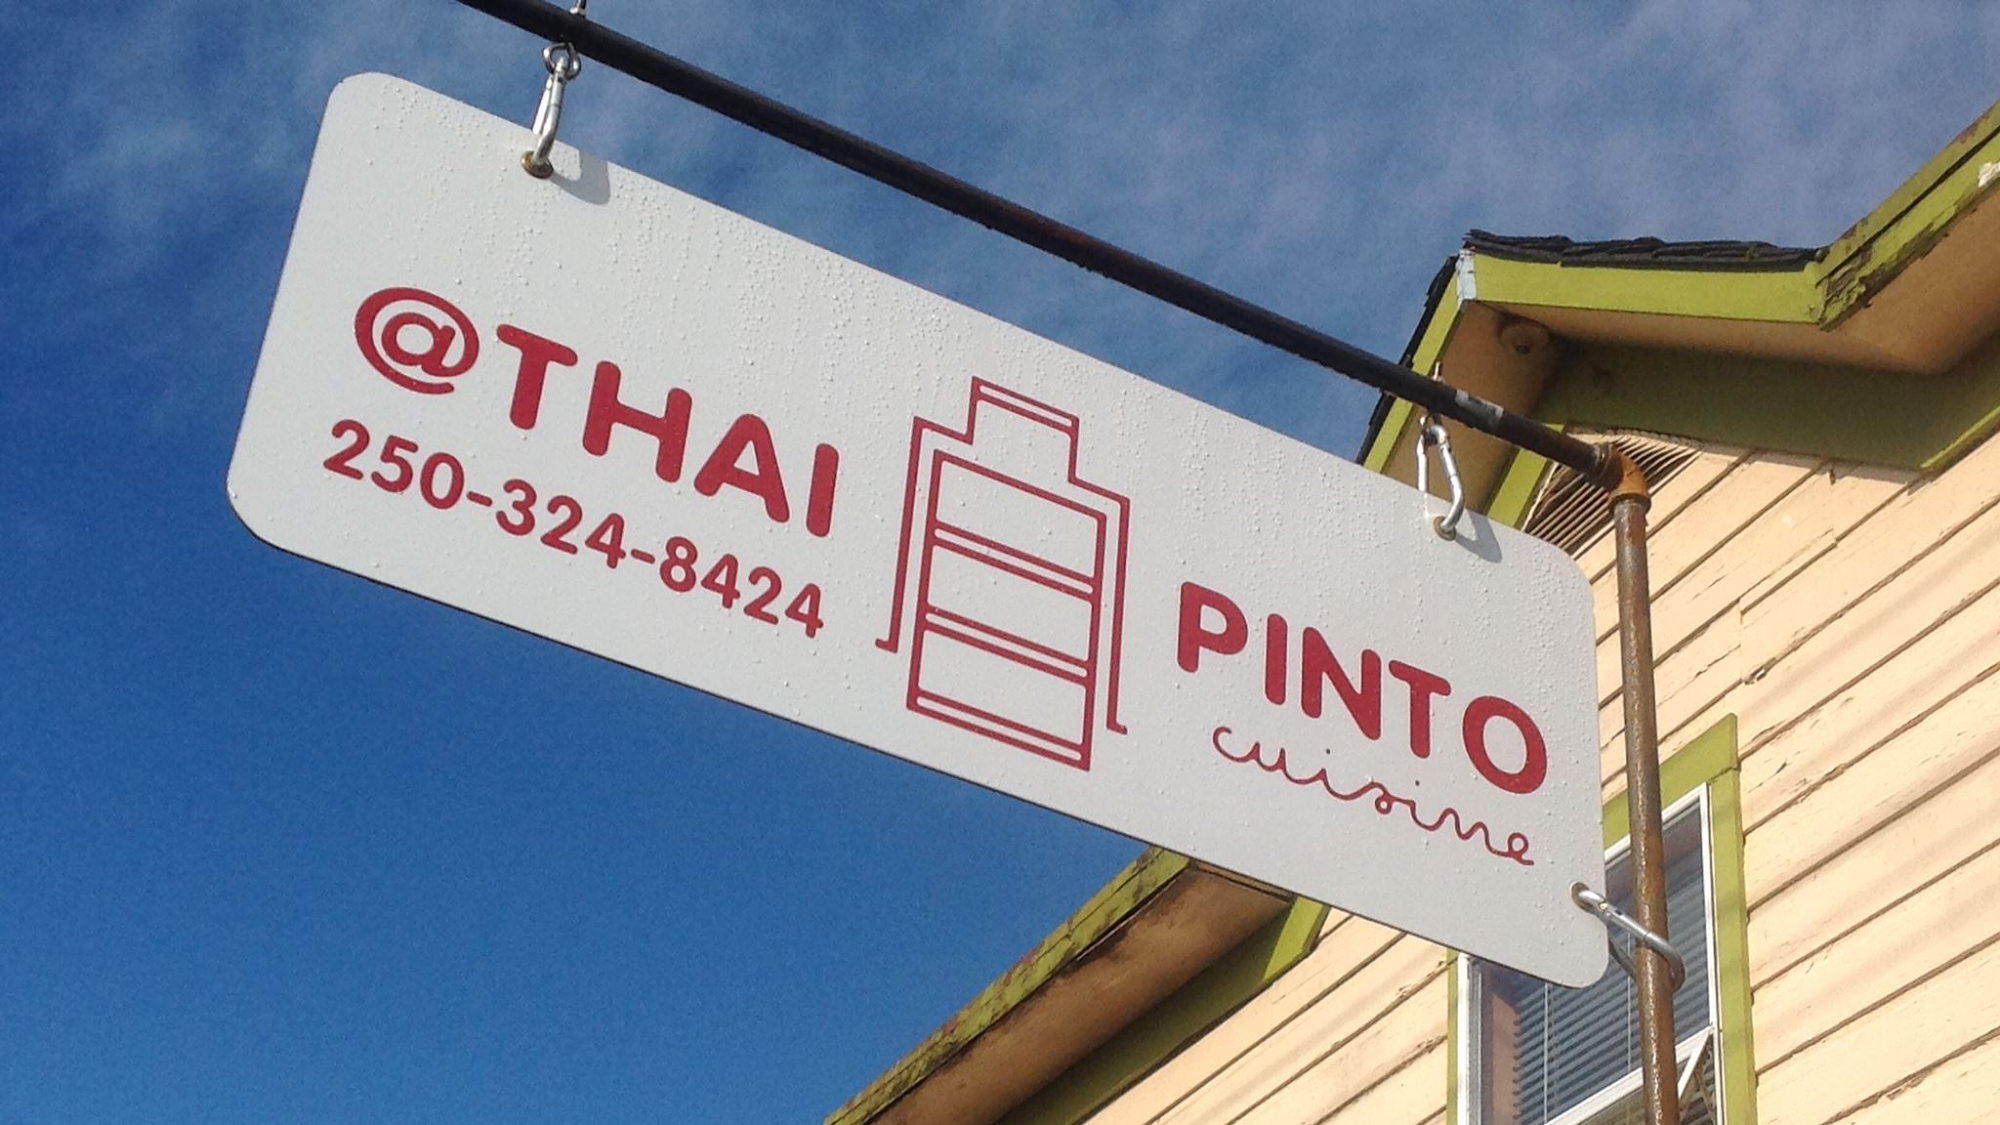 @THAI
250-324-8424
PINTO
cuisine